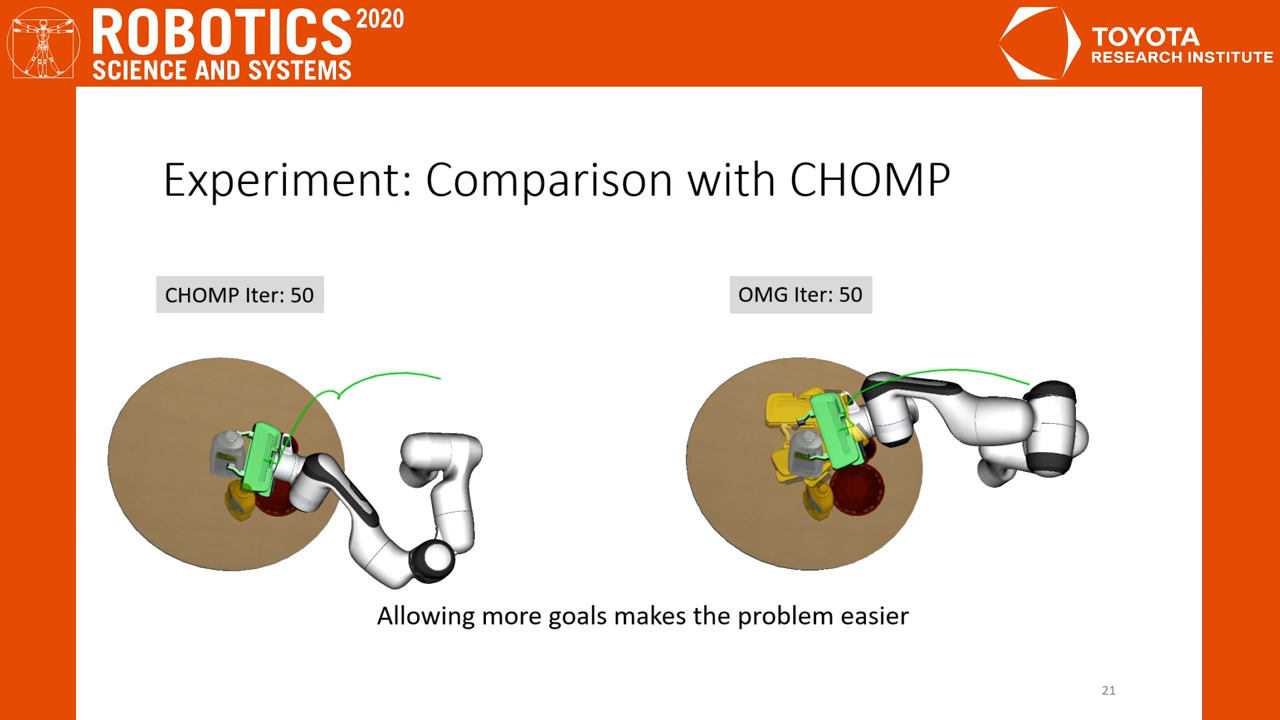 ROBOTICS 2020
SCIENCE AND SYSTEMS
TOYOTA
RESEARCH INSTITUTE
Experiment: Comparison with CHOMP
CHOMP Iter: 50
OMG Iter: 50
Allowing more goals makes the problem easier
21